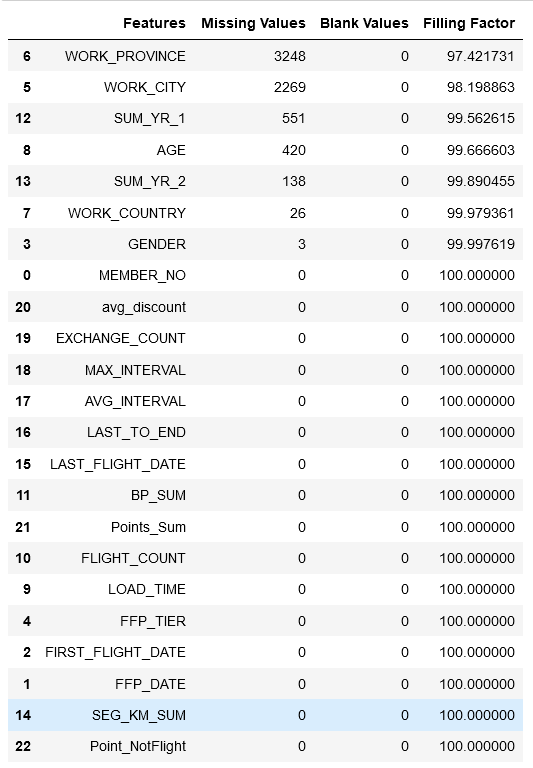 Features Missing Values Blank Values Filling Factor
6 WORK_PROVINCE 3248 0 97.421731
5 WORK_CITY 2269 0 98.198863
12 SUM_YR_1 551 0 99.562615
8 AGE 420 0 99.666603
13 SUM_YR_2 138 0 99.890455
7 WORK_COUNTRY 26 0 99.979361
3 GENDER 3 0 99.997619
0 MEMBER_NO 0 0 100.000000
20 avg_discount 0 0 100.000000
19 EXCHANGE_COUNT 0 0 100.000000
18 MAX_INTERVAL 0 0 100.000000
17 AVG_INTERVAL 0 0 100.000000
16 LAST_TO_END 0 0 100.000000
15 LAST_FLIGHT_DATE 0 0 100.000000
11 BP_SUM 0 0 100.000000
21 Points_Sum 0 0 100.000000
10 FLIGHT_COUNT 0 0 100.000000
9 LOAD_TIME 0 0 100.000000
4 FFP_TIER 0 0 100.000000
2 FIRST_FLIGHT_DATE 0 0 100.000000
1 FFP_DATE 0 0 100.000000
14 SEG_KM_SUM 0 0 100.000000
22 Point_NotFlight 0 0 100.000000